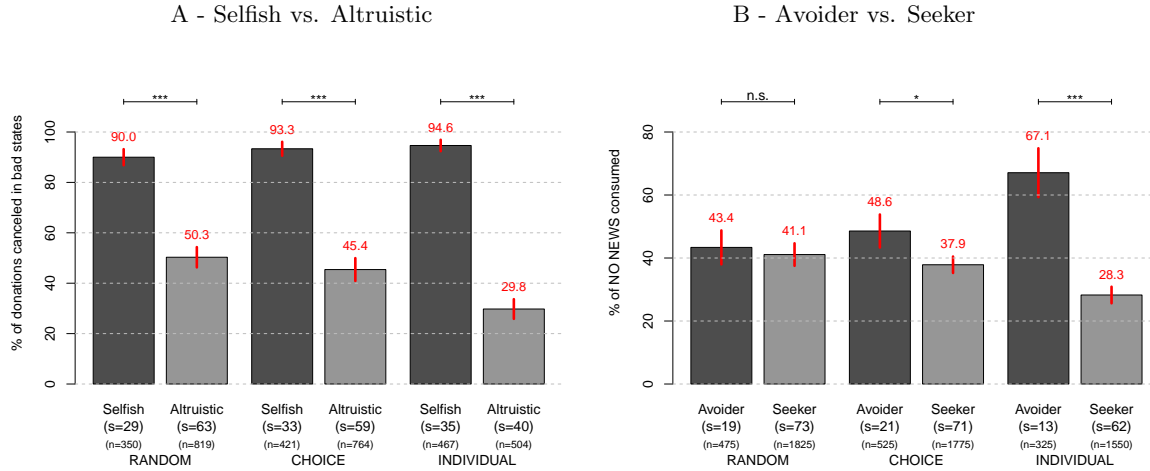 A - Selfish vs. Altruistic
% of donations canceled in bad states
0
20
40
60
80
100
***
***
***
90.0
50.3
93.3
45.4
94.6
29.8
Selfish Altruistic Selfish Altruistic Selfish Altruistic
(s=29) (s=63) (s=33) (s=59) (s=35) (s=40)
(n=350) (n=819) (n=421) (n=764) (n=467) (n=504)
RANDOM CHOICE INDIVIDUAL
B - Avoider vs. Seeker
% of NO NEWS consumed
0
20
40
60
80
n.s.
*
***
43.4
41.1
48.6
37.9
67.1
28.3
Avoider Seeker Avoider Seeker Avoider Seeker
(s=19) (s=73) (s=21) (s=71) (s=13) (s=62)
(n=475) (n=1825) (n=525) (n=1775) (n=325) (n=1550)
RANDOM CHOICE INDIVIDUAL